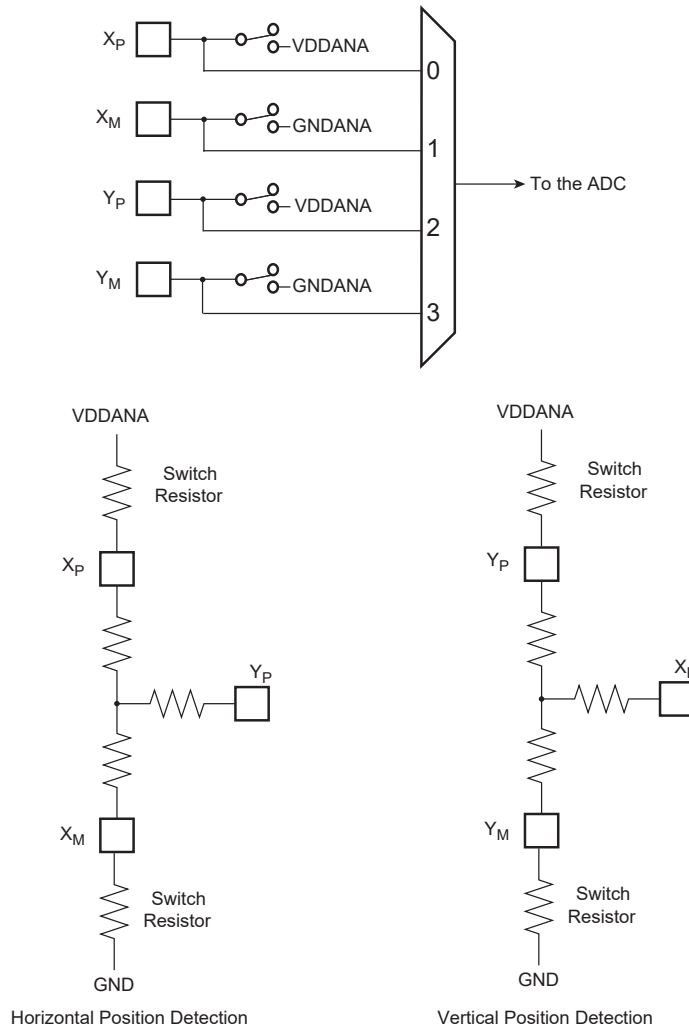 XP
VDDANA
0
XM
GNDANA
1
To the ADC
YP
VDDANA
2
YM
GNDANA
3
VDDANA
Switch
Resistor
XP
YP
XM
Switch
Resistor
GND
Horizontal Position Detection
VDDANA
Switch
Resistor
YP
YM
Switch
Resistor
GND
Vertical Position Detection